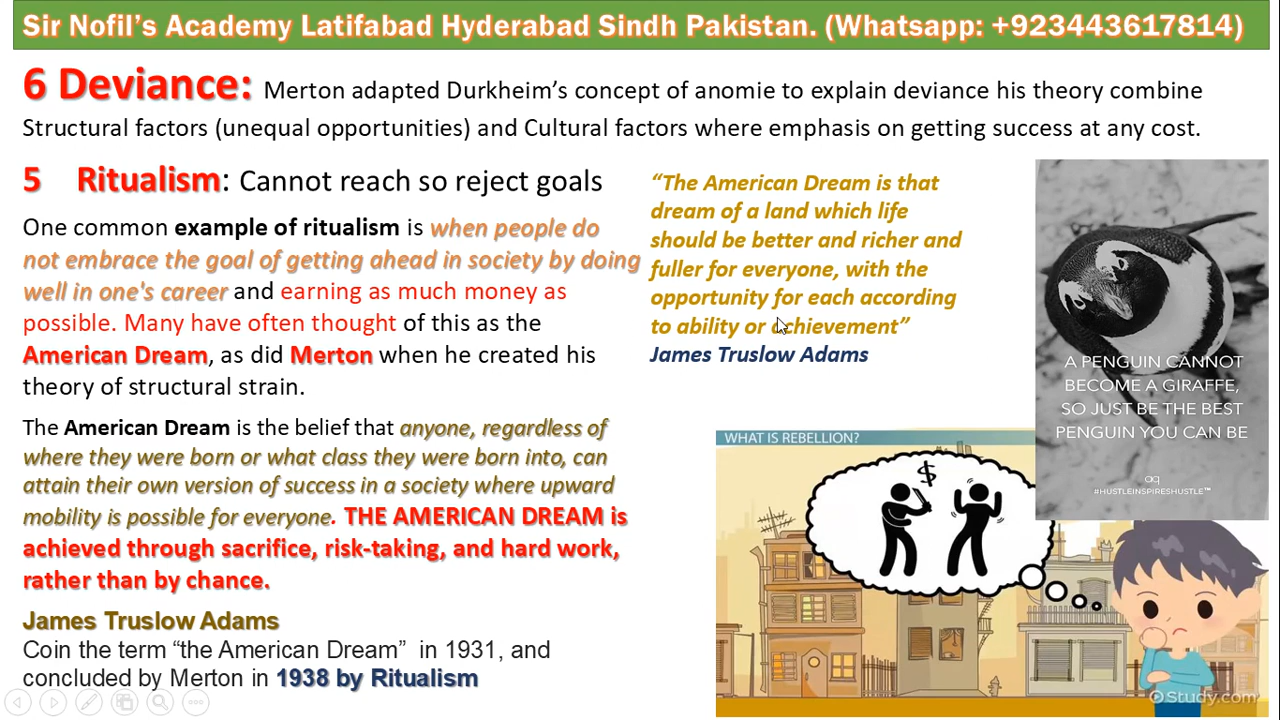 Sir Nofil's Academy Latifabad Hyderabad Sindh Pakistan. (Whatsapp: +923443617814)
6 Deviance: Merton adapted Durkheim's concept of anomie to explain deviance his theory combine
Structural factors (unequal opportunities) and Cultural factors where emphasis on getting success at any cost.
5 Ritualism: Cannot reach so reject goals
One common example of ritualism is when people do
not embrace the goal of getting ahead in society by doing
well in one's career and earning as much money as
possible. Many have often thought of this as the
American Dream, as did Merton when he created his
theory of structural strain.
The American Dream is the belief that anyone, regardless of
where they were born or what class they were born into, can
attain their own version of success in a society where upward
mobility is possible for everyone. THE AMERICAN DREAM is
achieved through sacrifice, risk-taking, and hard work,
rather than by chance.
James Truslow Adams
Coin the term “the American Dream” in 1931, and
concluded by Merton in 1938 by Ritualism
“The American Dream is that
dream of a land which life
should be better and richer and
fuller for everyone, with the
opportunity for each according
to ability or achievement”
James Truslow Adams
A PENGUIN CANNOT
BECOME A GIRAFFE,
SO JUST BE THE BEST
PENGUIN YOU CAN BE
aq
#HUSTLEINSPIRESHUSTLE™
WHAT IS REBELLION?
$
Study.com